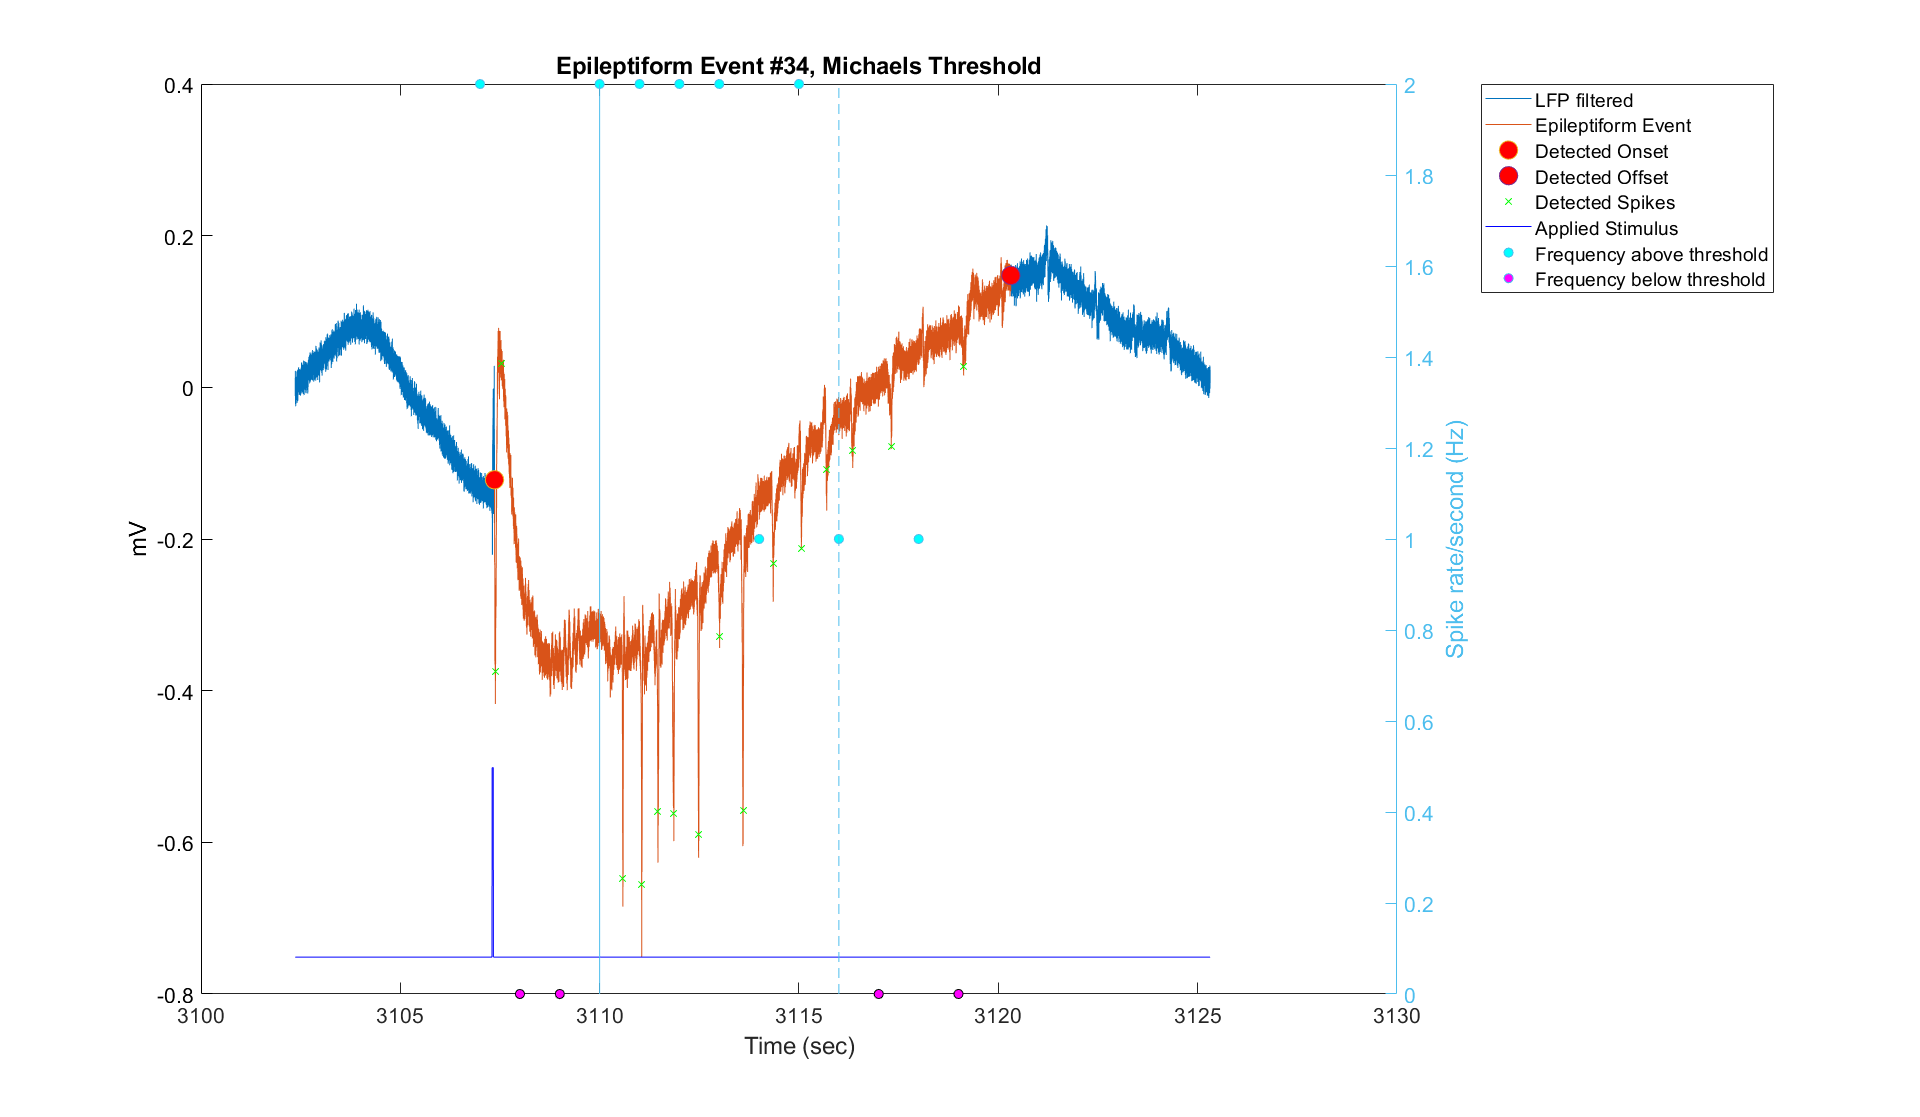 Epileptiform Event #34, Michaels Threshold
0.4
0.2
0
-0.2
-0.4
-0.6
-0.8
mV
3100
3105
3110
3115
3120
3125
3130
Time (sec)
2
1.8
1.6
1.4
1.2
1
0.8
0.6
0.4
0.2
0
Spike rate/second (Hz)
LFP filtered
Epileptiform Event
Detected Onset
Detected Offset
Detected Spikes
Applied Stimulus
Frequency above threshold
Frequency below threshold